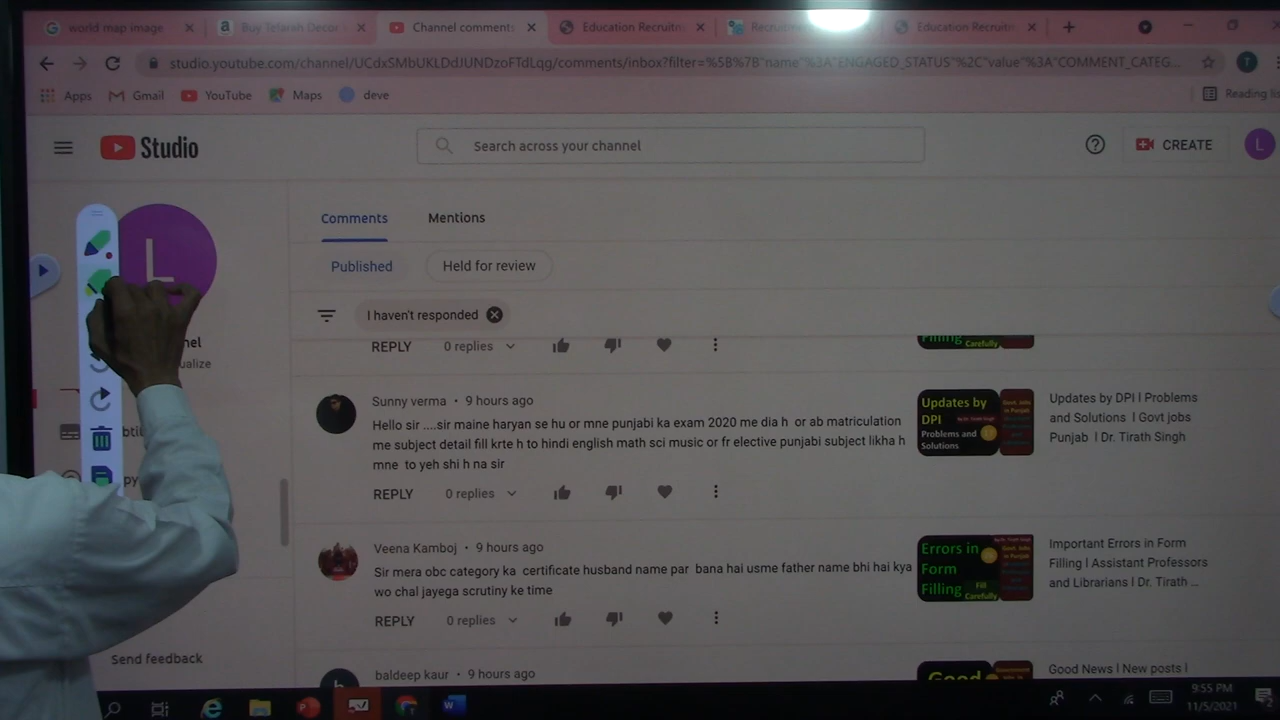 world map image
Buy Tefarah Decor
Channel comments
Education Recruitm
Recruitm
Education Recruitm
studio.youtube.com/channel/UCdxSMbUKLDdJUNDzoFTdLqg/comments/inbox?filter=%5B%7B"name"%3A"ENGAGED_STATUS"%2C"value"%3A"COMMENT_CATEG...
T
Apps
Gmail
YouTube
Maps
deve
Reading lis
Studio
Search across your channel
CREATE
L
L
Comments
Mentions
Published
Held for review
I haven't responded
nel
ualize
REPLY 0 replies
Filling
Carefully
Sunny verma • 9 hours ago
Hello sir ....sir maine haryan se hu or mne punjabi ka exam 2020 me dia h or ab matriculation
me subject detail fill krte h to hindi english math sci music or fr elective punjabi subject likha h
mne to yeh shi h na sir
REPLY 0 replies
Updates by
DPI
Problems and
Solutions
Updates by DPI l Problems
and Solutions l Govt jobs
Punjab l Dr. Tirath Singh
Veena Kamboj • 9 hours ago
Sir mera obc category ka certificate husband name par bana hai usme father name bhi hai kya
wo chal jayega scrutiny ke time
REPLY 0 replies
Errors in
Form
Filling
Fill
Carefully
Important Errors in Form
Filling l Assistant Professors
and Librarians l Dr. Tirath ...
baldeep kaur • 9 hours ago
Good
Good News l New posts l
Send feedback
9:55 PM
11/5/2021